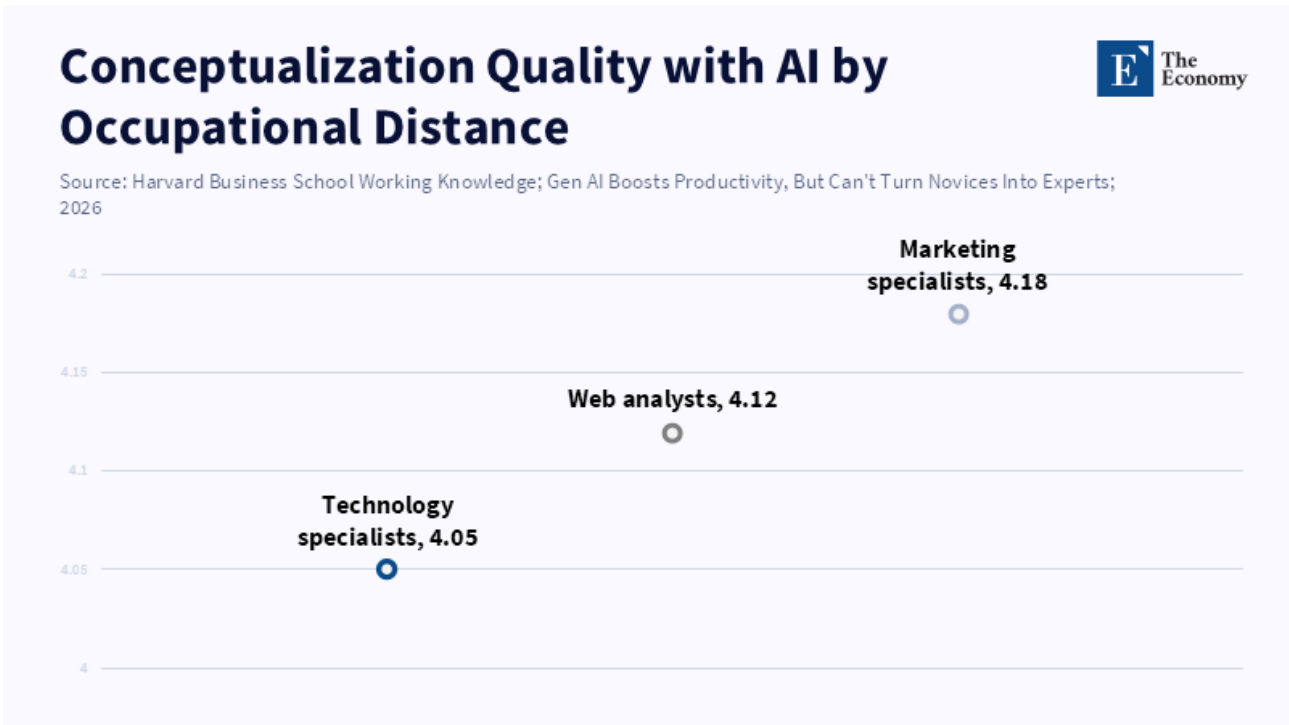 Conceptualization Quality with AI by
Occupational Distance
E
The
Economy
Source: Harvard Business School Working Knowledge; Gen AI Boosts Productivity, But Can't Turn Novices Into Experts;
2026
Marketing
specialists, 4.18
4.2
4.15
Web analysts, 4.12
4.1
Technology
specialists, 4.05
4.05
4